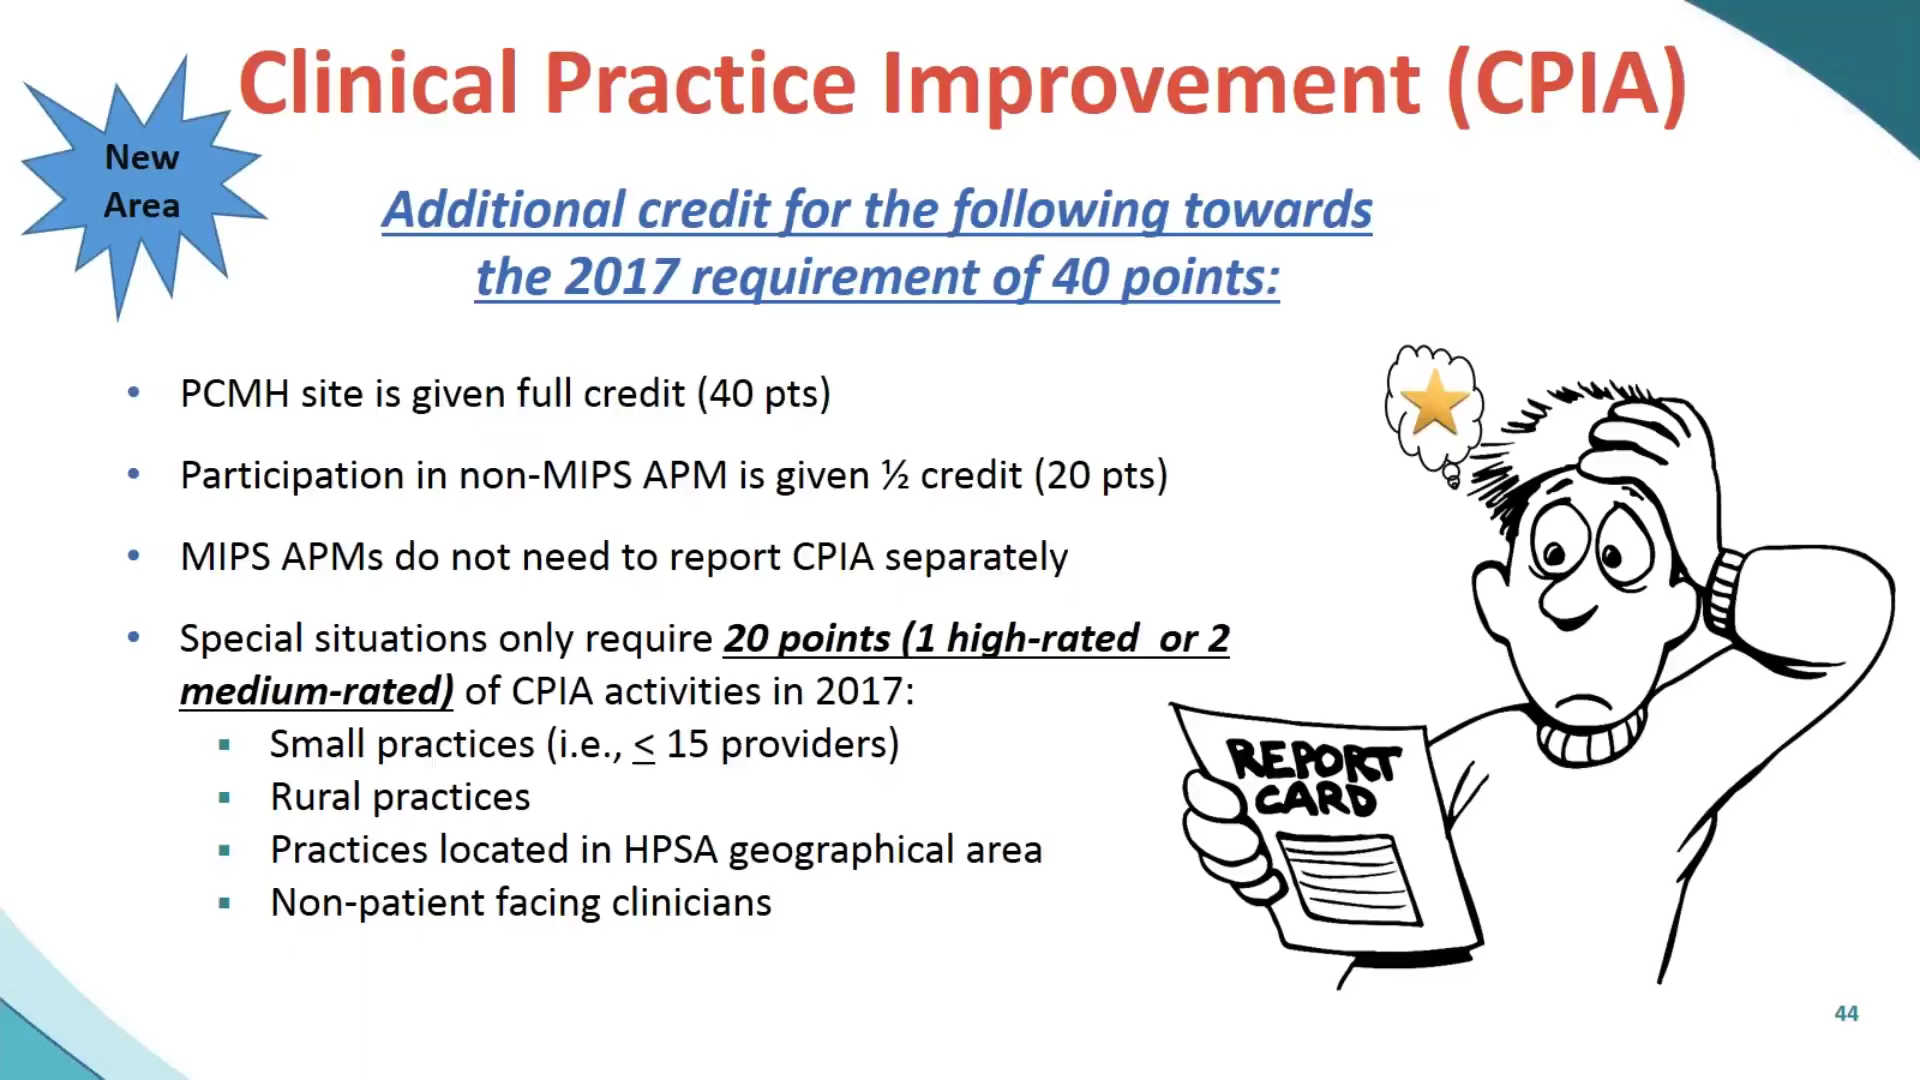 Clinical Practice Improvement (CPIA)
New
Area
Additional credit for the following towards
the 2017 requirement of 40 points:
• PCMH site is given full credit (40 pts)
• Participation in non-MIPS APM is given ½ credit (20 pts)
• MIPS APMs do not need to report CPIA separately
• Special situations only require 20 points (1 high-rated or 2
medium-rated) of CPIA activities in 2017:
▪ Small practices (i.e., < 15 providers)
▪ Rural practices
▪ Practices located in HPSA geographical area
▪ Non-patient facing clinicians
REPORT
CARD
44